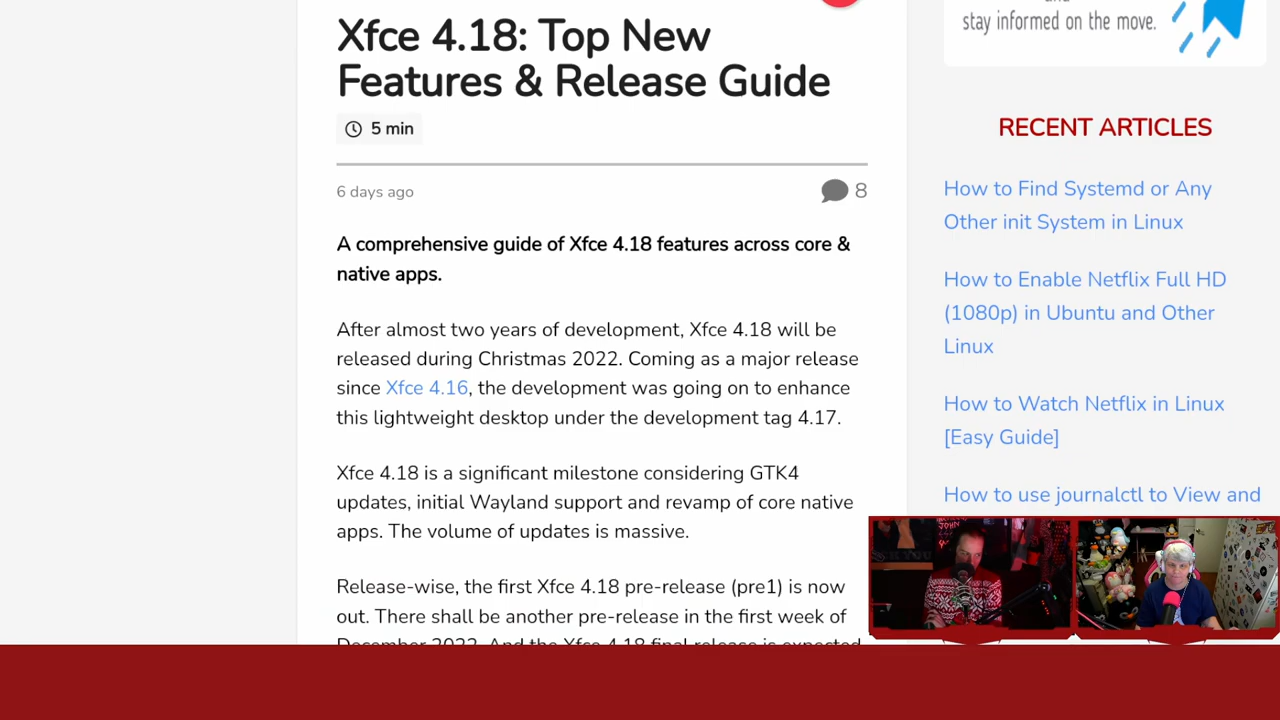 Xfce 4.18: Top New
Features & Release Guide
5 min
6 days ago
8
A comprehensive guide of Xfce 4.18 features across core &
native apps.
After almost two years of development, Xfce 4.18 will be
released during Christmas 2022. Coming as a major release
since Xfce 4.16, the development was going on to enhance
this lightweight desktop under the development tag 4.17.
Xfce 4.18 is a significant milestone considering GTK4
updates, initial Wayland support and revamp of core native
apps. The volume of updates is massive.
Release-wise, the first Xfce 4.18 pre-release (pre1) is now
out. There shall be another pre-release in the first week of
December 2022. And the Xfce 4.18 final release is expected
and
stay informed on the move.
RECENT ARTICLES
How to Find Systemd or Any
Other init System in Linux
How to Enable Netflix Full HD
(1080p) in Ubuntu and Other
Linux
How to Watch Netflix in Linux
[Easy Guide]
How to use journalctl to View and